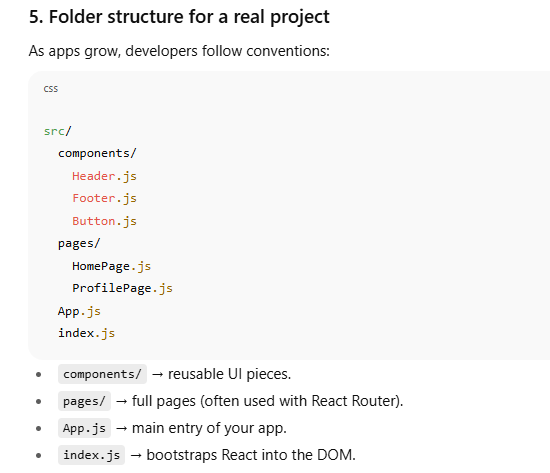 5. Folder structure for a real project
As apps grow, developers follow conventions:
css
src/
components/
Header.js
Footer.js
Button.js
pages/
HomePage.js
ProfilePage.js
App.js
index.js
• components/ → reusable UI pieces.
• pages/ → full pages (often used with React Router).
• App.js → main entry of your app.
• index.js → bootstraps React into the DOM.